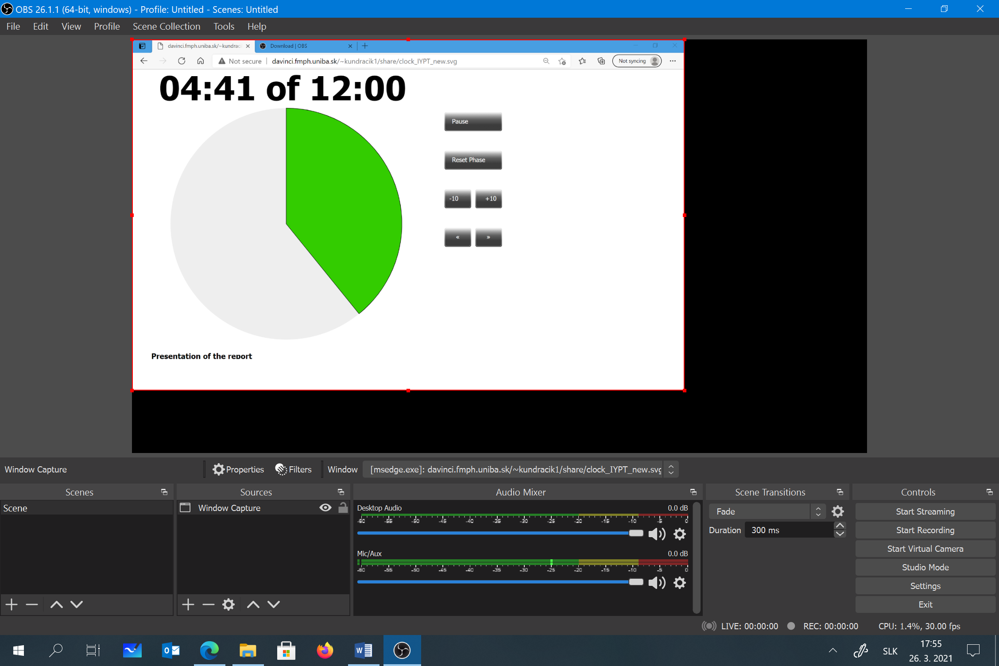 OBS 26.1.1 (64-bit, windows) - Profile: Untitled - Scenes: Untitled
File Edit View Profile Scene Collection Tools Help
davinci.fmph.uniba.sk/~kundraci Download | OBS
Not secure | davinci.fmph.uniba.sk/~kundracik1/share/clock_IYPT_new.svg Not syncing
04:41 of 12:00
Pause
Reset Phase
-10 +10
« »
Presentation of the report
Window Capture Properties Filters Window [msedge.exe]: davinci.fmph.uniba.sk/~kundracik1/share/clock_IYPT_new.svg
Scenes Sources Audio Mixer Scene Transitions Controls
Scene
Window Capture
Desktop Audio 0.0 dB
-60 -55 -50 -45 -40 -35 -30 -25 -20 -15 -10 -5 0
Mic/Aux 0.0 dB
-60 -55 -50 -45 -40 -35 -30 -25 -20 -15 -10 -5 0
Fade
Duration 300 ms
Start Streaming
Start Recording
Start Virtual Camera
Studio Mode
Settings
Exit
LIVE: 00:00:00 REC: 00:00:00 CPU: 1.4%, 30.00 fps
SLK
17:55
26. 3. 2021